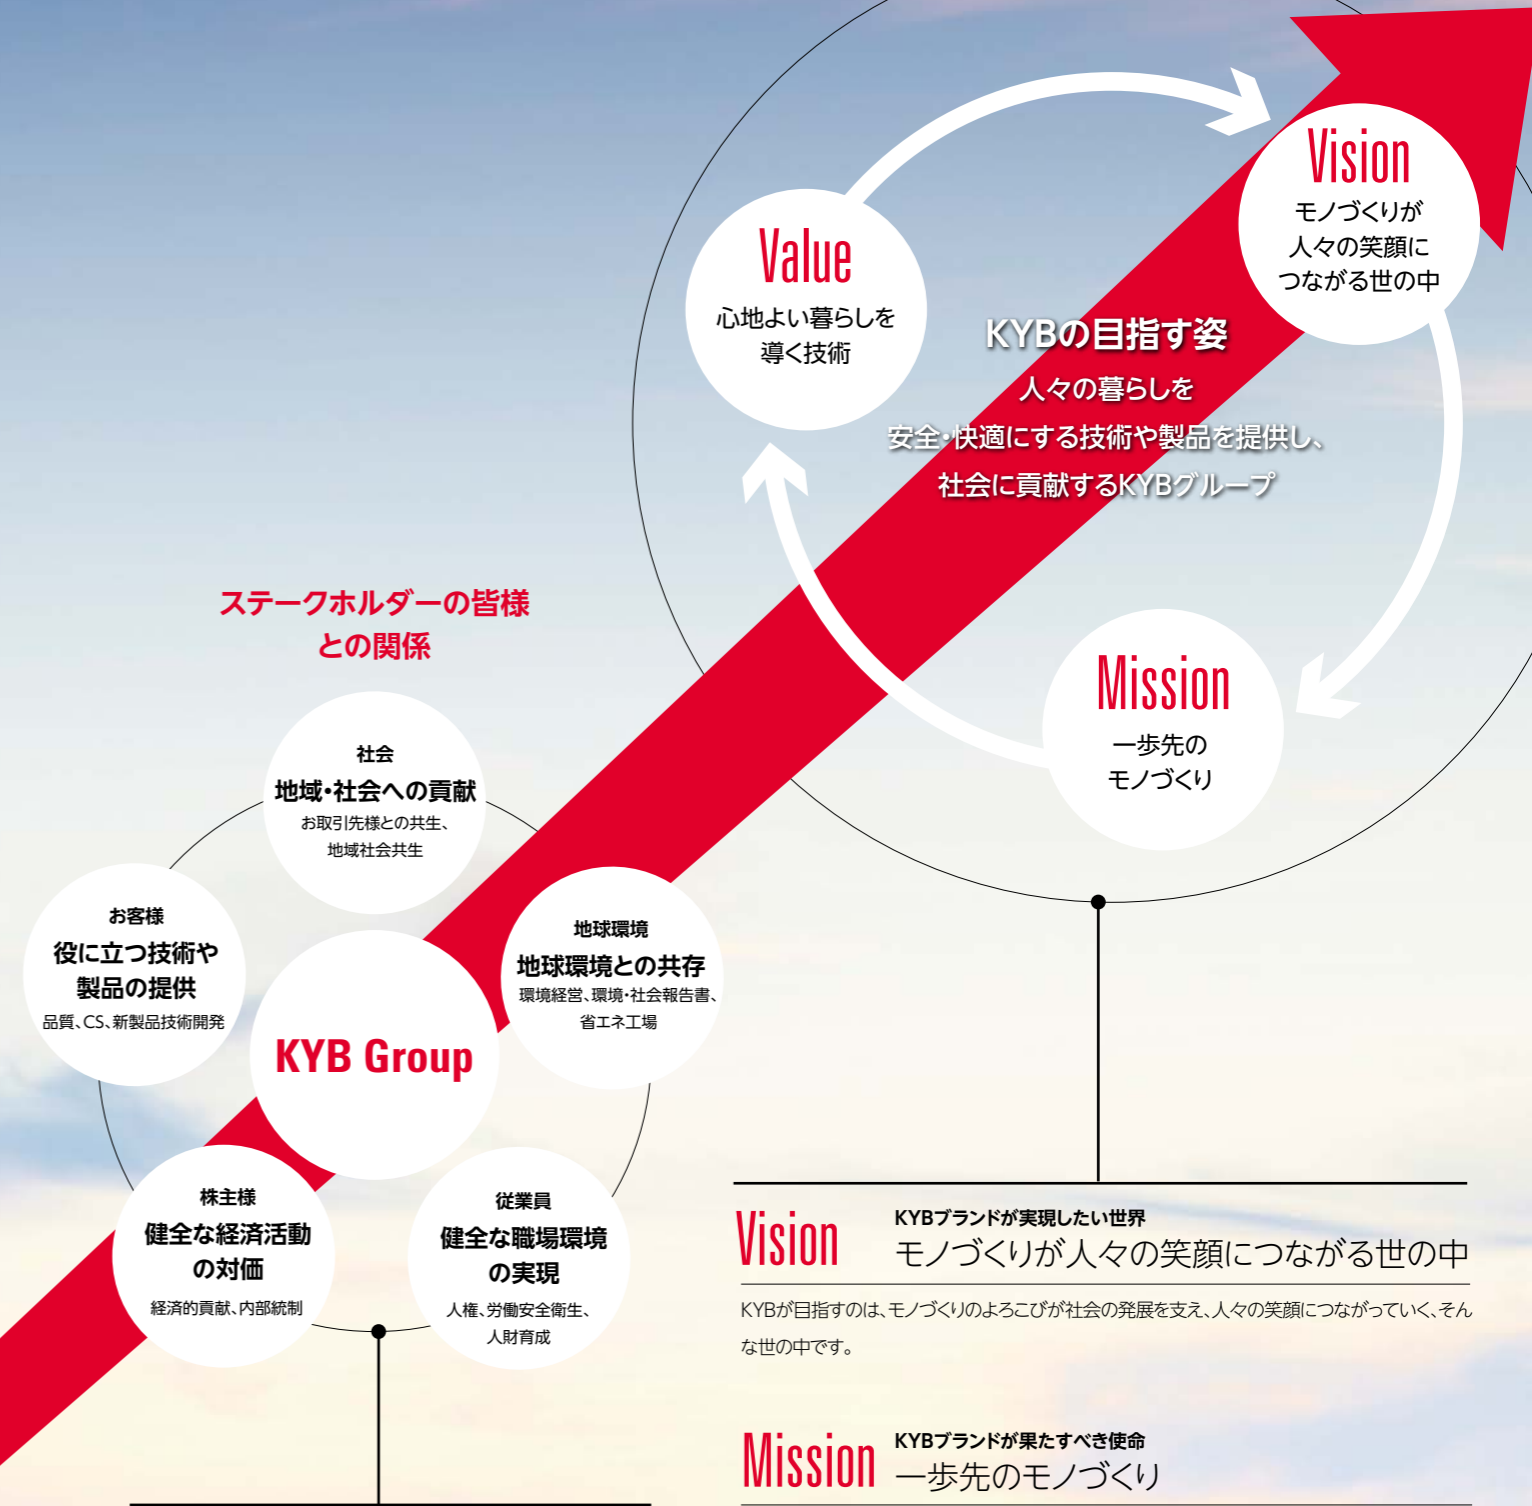 Vision
モノづくりが
人々の笑顔に
つながる世の中
Value
心地よい暮らしを
導く技術
KYBの目指す姿
人々の暮らしを
安全・快適にする技術や製品を提供し、
社会に貢献するKYBグループ
Mission
一歩先の
モノづくり
ステークホルダーの皆様
との関係
社会
地域・社会への貢献
お取引先様との共生、
地域社会共生
お客様
役に立つ技術や
製品の提供
品質、CS、新製品技術開発
地球環境
地球環境との共存
環境経営、環境・社会報告書、
省エネ工場
KYB Group
株主様
健全な経済活動
の対価
経済的貢献、内部統制
従業員
健全な職場環境
の実現
人権、労働安全衛生、
人財育成
Vision
KYBブランドが実現したい世界
モノづくりが人々の笑顔につながる世の中
KYBが目指すのは、モノづくりのよろこびが社会の発展を支え、人々の笑顔につながっていく、そん
な世の中です。
Mission
KYBブランドが果たすべき使命
一歩先のモノづくり